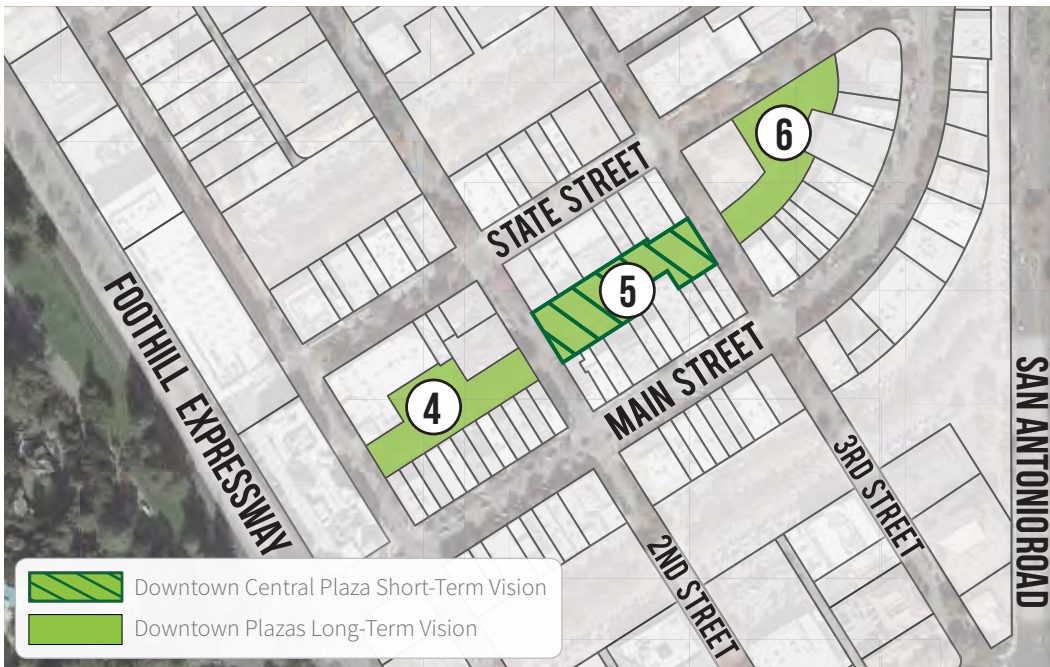 6
STATE STREET
5
FOOTHILL EXPRESSWAY
MAIN STREET
4
SAN ANTONIO ROAD
3RD STREET
2ND STREET
Downtown Central Plaza Short-Term Vision
Downtown Plazas Long-Term Vision